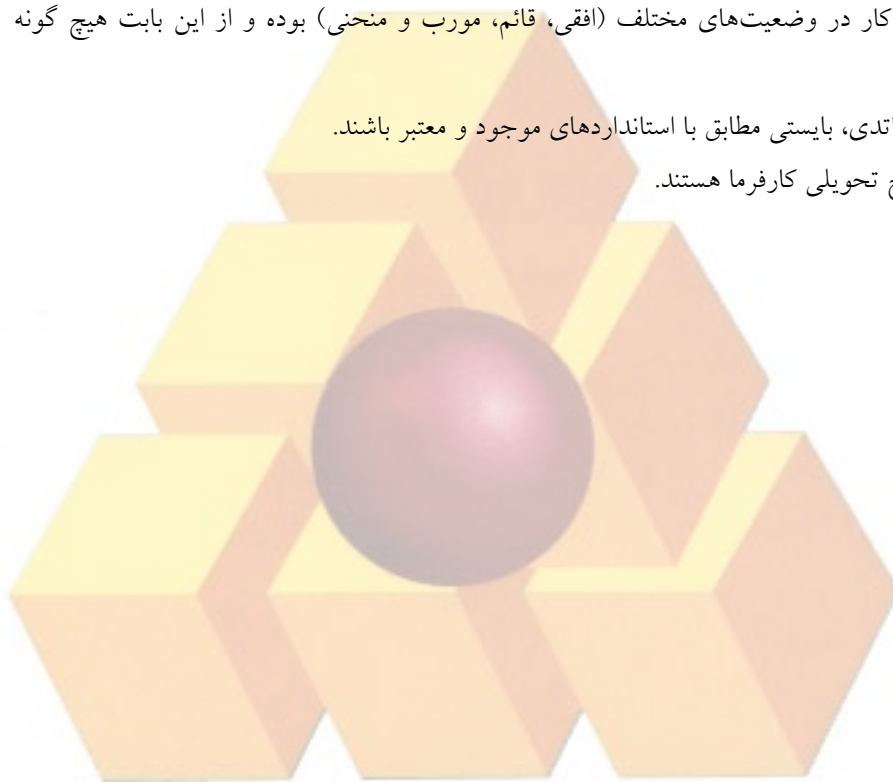 کار در وضعیت‌های مختلف (افقی، قائم، مورب و منحنی) بوده و از این بابت هیچ گونه
بایستی مطابق با استانداردهای موجود و معتبر باشند.
تحویلی کارفرما هستند.